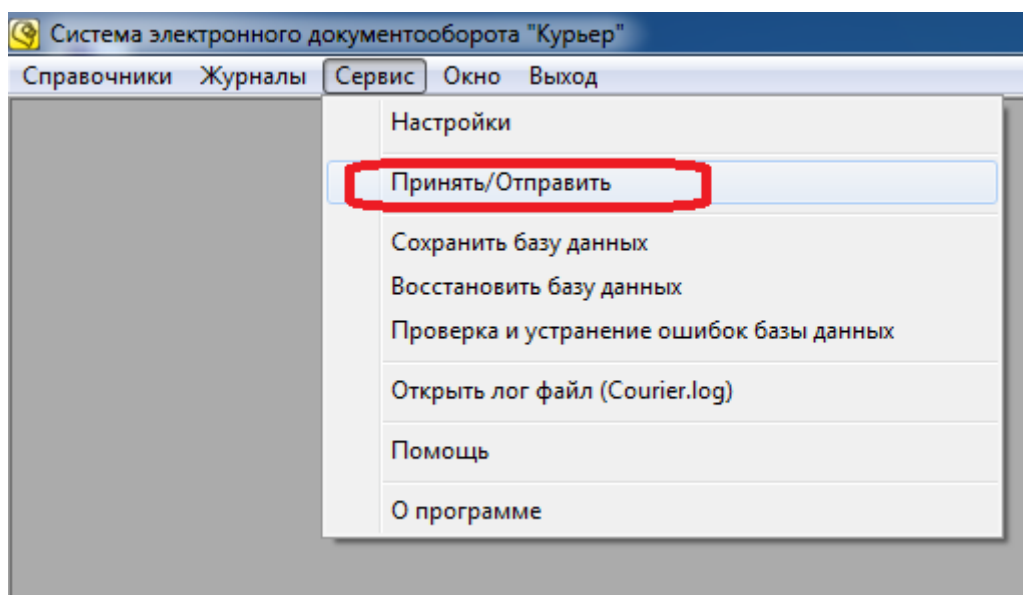 Система электронного документооборота "Курьер"
Справочники Журналы Сервис Окно Выход
Настройки
Принять/Отправить
Сохранить базу данных
Восстановить базу данных
Проверка и устранение ошибок базы данных
Открыть лог файл (Courier.log)
Помощь
О программе